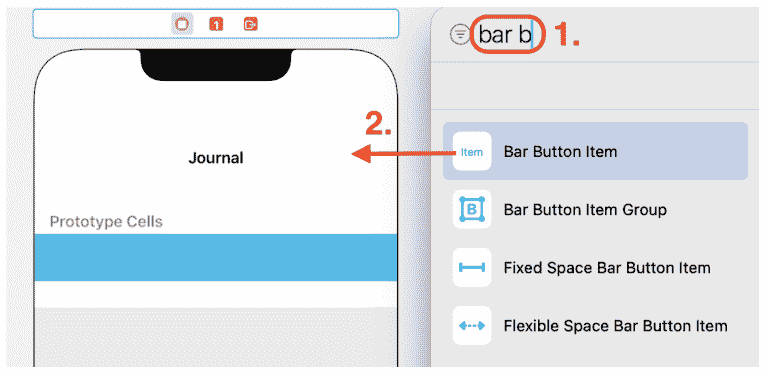 bar b
1.
2.
Journal
Prototype Cells
Item
Bar Button Item
B
Bar Button Item Group
Fixed Space Bar Button Item
Flexible Space Bar Button Item
1